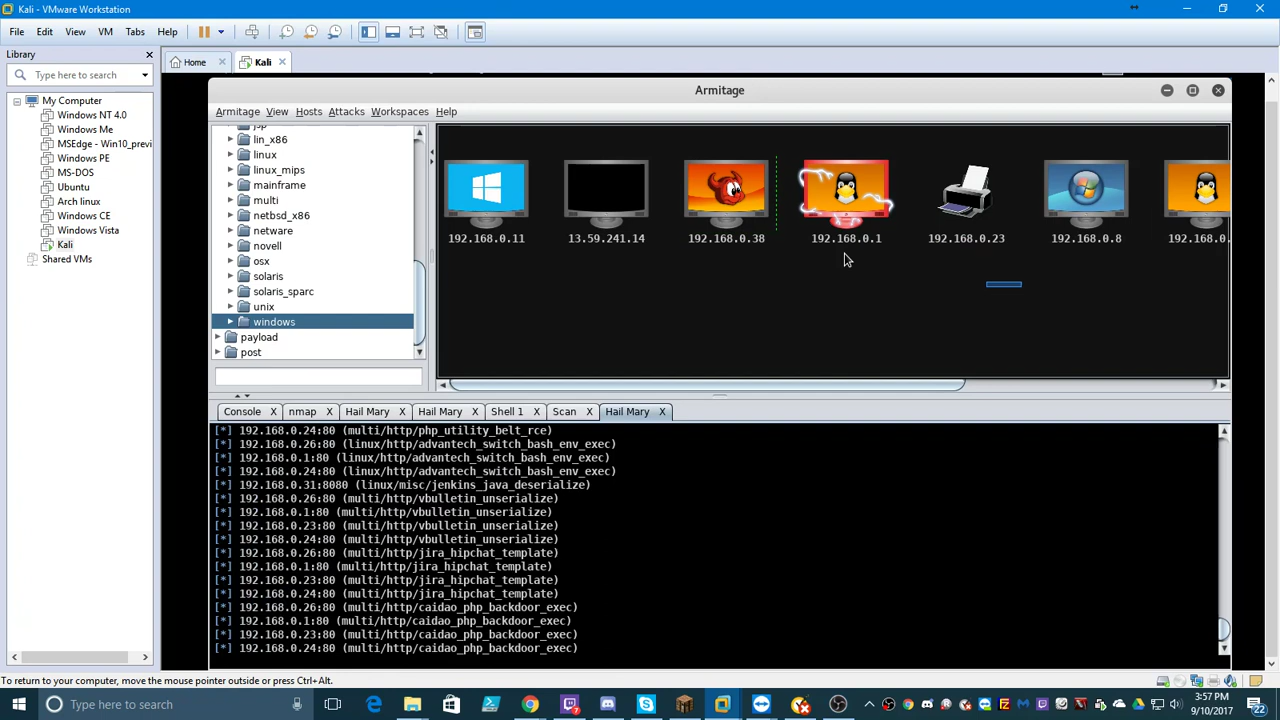 Kali - VMware Workstation
File Edit View VM Tabs Help
Library
Type here to search
Home
Kali
My Computer
Windows NT 4.0
Windows Me
MSEdge - Win10_previ
Windows PE
MS-DOS
Ubuntu
Arch linux
Windows CE
Windows Vista
Kali
Shared VMs
Armitage
Armitage View Hosts Attacks Workspaces Help
jsp
lin_x86
linux
linux_mips
mainframe
multi
netbsd_x86
netware
novell
osx
solaris
solaris_sparc
unix
windows
payload
post
192.168.0.11 13.59.241.14 192.168.0.38 192.168.0.1 192.168.0.23 192.168.0.8 192.168.0.
Console X nmap X Hail Mary X Hail Mary X Shell 1 X Scan X Hail Mary X
[*] 192.168.0.24:80 (multi/http/php_utility_belt_rce)
[*] 192.168.0.26:80 (linux/http/advantech_switch_bash_env_exec)
[*] 192.168.0.1:80 (linux/http/advantech_switch_bash_env_exec)
[*] 192.168.0.24:80 (linux/http/advantech_switch_bash_env_exec)
[*] 192.168.0.31:8080 (linux/misc/jenkins_java_deserialize)
[*] 192.168.0.26:80 (multi/http/vbulletin_unserialize)
[*] 192.168.0.1:80 (multi/http/vbulletin_unserialize)
[*] 192.168.0.23:80 (multi/http/vbulletin_unserialize)
[*] 192.168.0.24:80 (multi/http/vbulletin_unserialize)
[*] 192.168.0.26:80 (multi/http/jira_hipchat_template)
[*] 192.168.0.1:80 (multi/http/jira_hipchat_template)
[*] 192.168.0.23:80 (multi/http/jira_hipchat_template)
[*] 192.168.0.24:80 (multi/http/jira_hipchat_template)
[*] 192.168.0.26:80 (multi/http/caidao_php_backdoor_exec)
[*] 192.168.0.1:80 (multi/http/caidao_php_backdoor_exec)
[*] 192.168.0.23:80 (multi/http/caidao_php_backdoor_exec)
[*] 192.168.0.24:80 (multi/http/caidao_php_backdoor_exec)
To return to your computer, move the mouse pointer outside or press Ctrl+Alt.
Type here to search
3:57 PM
9/10/2017